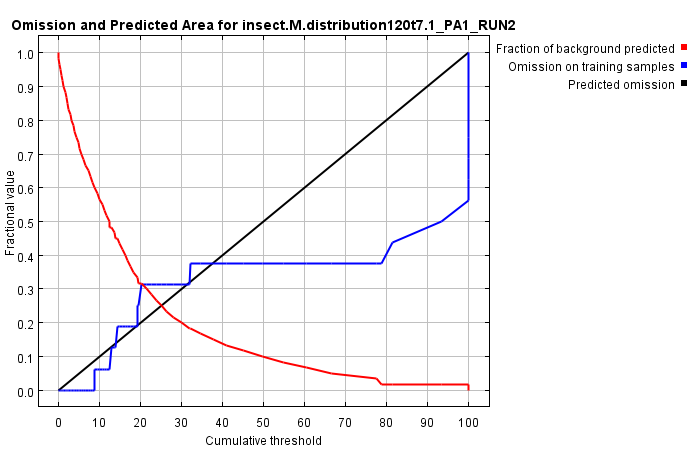 Omission and Predicted Area for insect.M.distribution120t7.1_PA1_RUN2
Fraction of background predicted
Omission on training samples
Predicted omission
Fractional value
1.0
0.9
0.8
0.7
0.6
0.5
0.4
0.3
0.2
0.1
0.0
0 10 20 30 40 50 60 70 80 90 100
Cumulative threshold